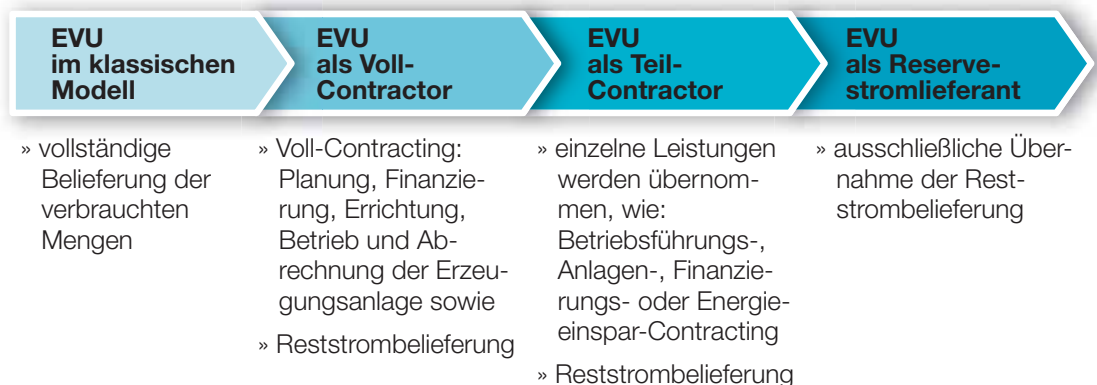 EVU
im klassischen
Modell
» vollständige
Belieferung der
verbrauchten
Mengen
EVU
als Voll-
Contractor
» Voll-Contracting:
Planung, Finanzie-
rung, Errichtung,
Betrieb und Ab-
rechnung der Erzeu-
gungsanlage sowie
» Reststrombelieferung
EVU
als Teil-
Contractor
» einzelne Leistungen
werden übernom-
men, wie:
Betriebsführungs-,
Anlagen-, Finanzie-
rungs- oder Energie-
einspar-Contracting
» Reststrombelieferung
EVU
als Reserve-
stromlieferant
» ausschließliche Über-
nahme der Rest-
strombelieferung